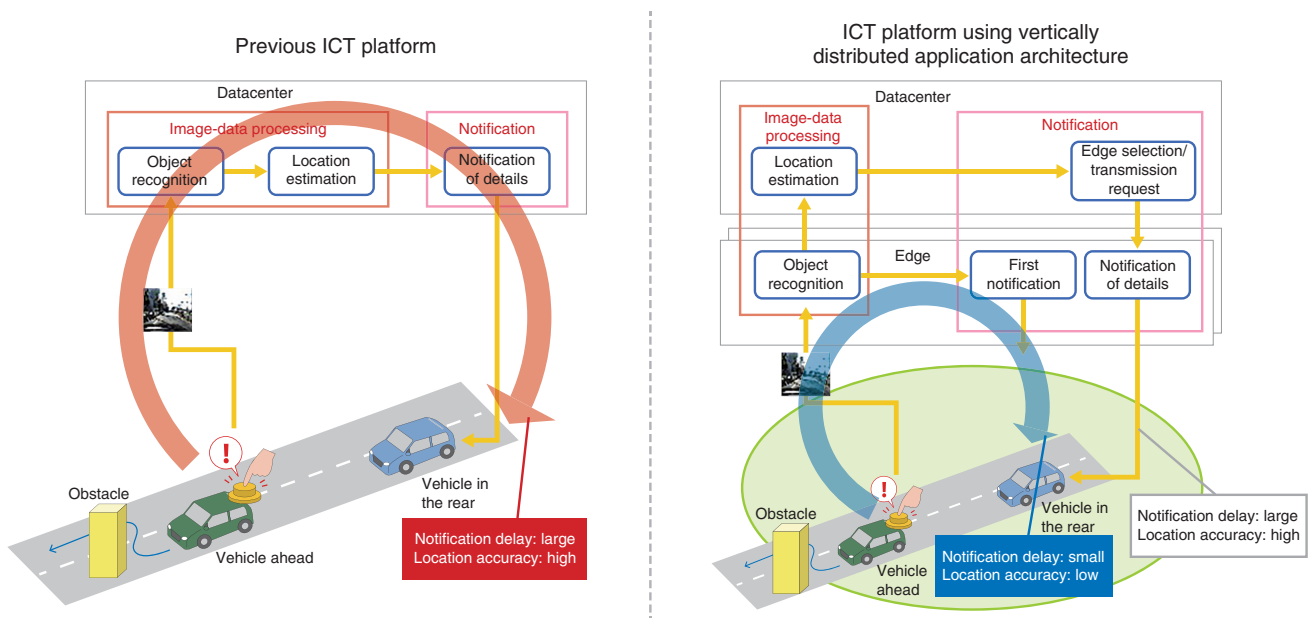 Previous ICT platform
Datacenter
Image-data processing
Notification
Object
recognition
Location
estimation
Notification
of details
!
Obstacle
Vehicle ahead
Vehicle in
the rear
Notification delay: large
Location accuracy: high
ICT platform using vertically
distributed application architecture
Datacenter
Image-data
processing
Notification
Location
estimation
Edge selection/
transmission
request
Edge
Object
recognition
First
notification
Notification
of details
!
Obstacle
Vehicle
ahead
Vehicle in
the rear
Notification delay: small
Location accuracy: low
Notification delay: large
Location accuracy: high